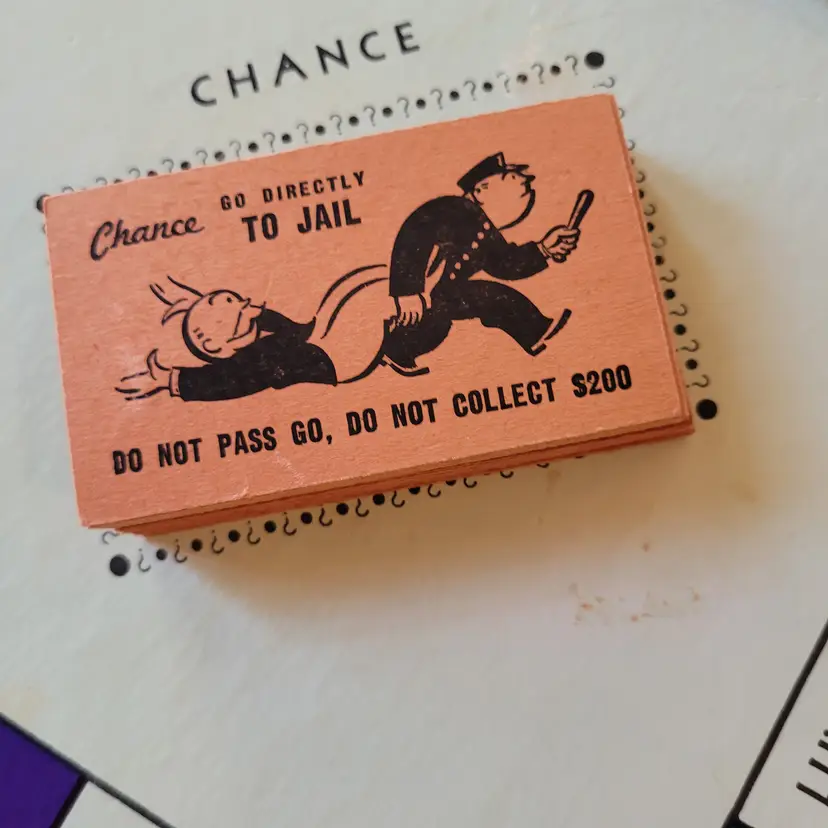 CHANCE
Chance
GO DIRECTLY
TO JAIL
DO NOT PASS GO, DO NOT COLLECT $200